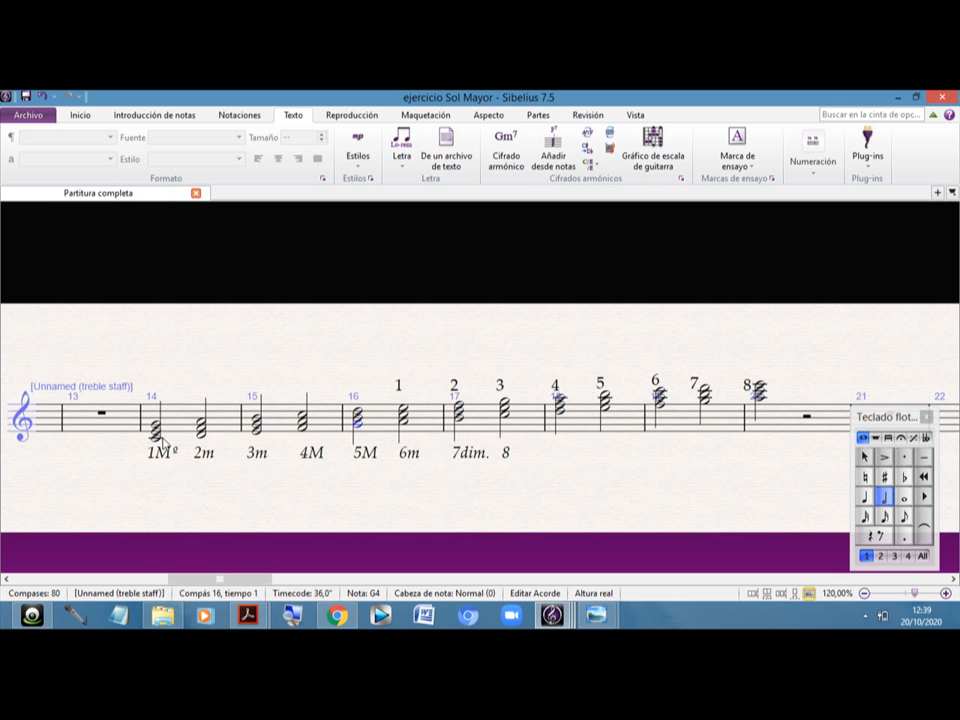 ejercicio Sol Mayor - Sibelius 7.5
Archivo Inicio Introducción de notas Notaciones Texto Reproducción Maquetación Aspecto Partes Revisión Vista Buscar en la cinta de opc...
Fuente Tamaño --
a Estilo
Formato
Estilos
Estilos
Letra
De un archivo de texto
Letra
Gm7
Cifrado armónico
Añadir desde notas
Gráfico de escala de guitarra
Cifrados armónicos
A
Marca de ensayo
Marcas de ensayo
Numeración
Plug-ins
Plug-ins
Partitura completa
[Unnamed (treble staff)]
1 2 3 4 5 6 7 8
13 14 15 16 17 21 22
1Mº 2m 3m 4M 5M 6m 7dim. 8
Teclado flot...
1 2 3 4 All
Compases: 80 [Unnamed (treble staff)] Compás 16, tiempo 1 Timecode: 36,0" Nota: G4 Cabeza de nota: Normal (0) Editar Acorde Altura real 120,00%
12:39
20/10/2020